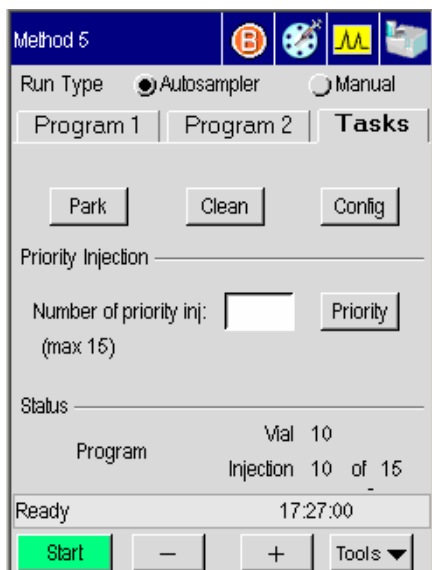 Method 5
B
Run Type Autosampler Manual
Program 1 Program 2 Tasks
Park Clean Config
Priority Injection
Number of priority inj: Priority
(max 15)
Status
Vial 10
Program
Injection 10 of 15
Ready 17:27:00
Start − + Tools